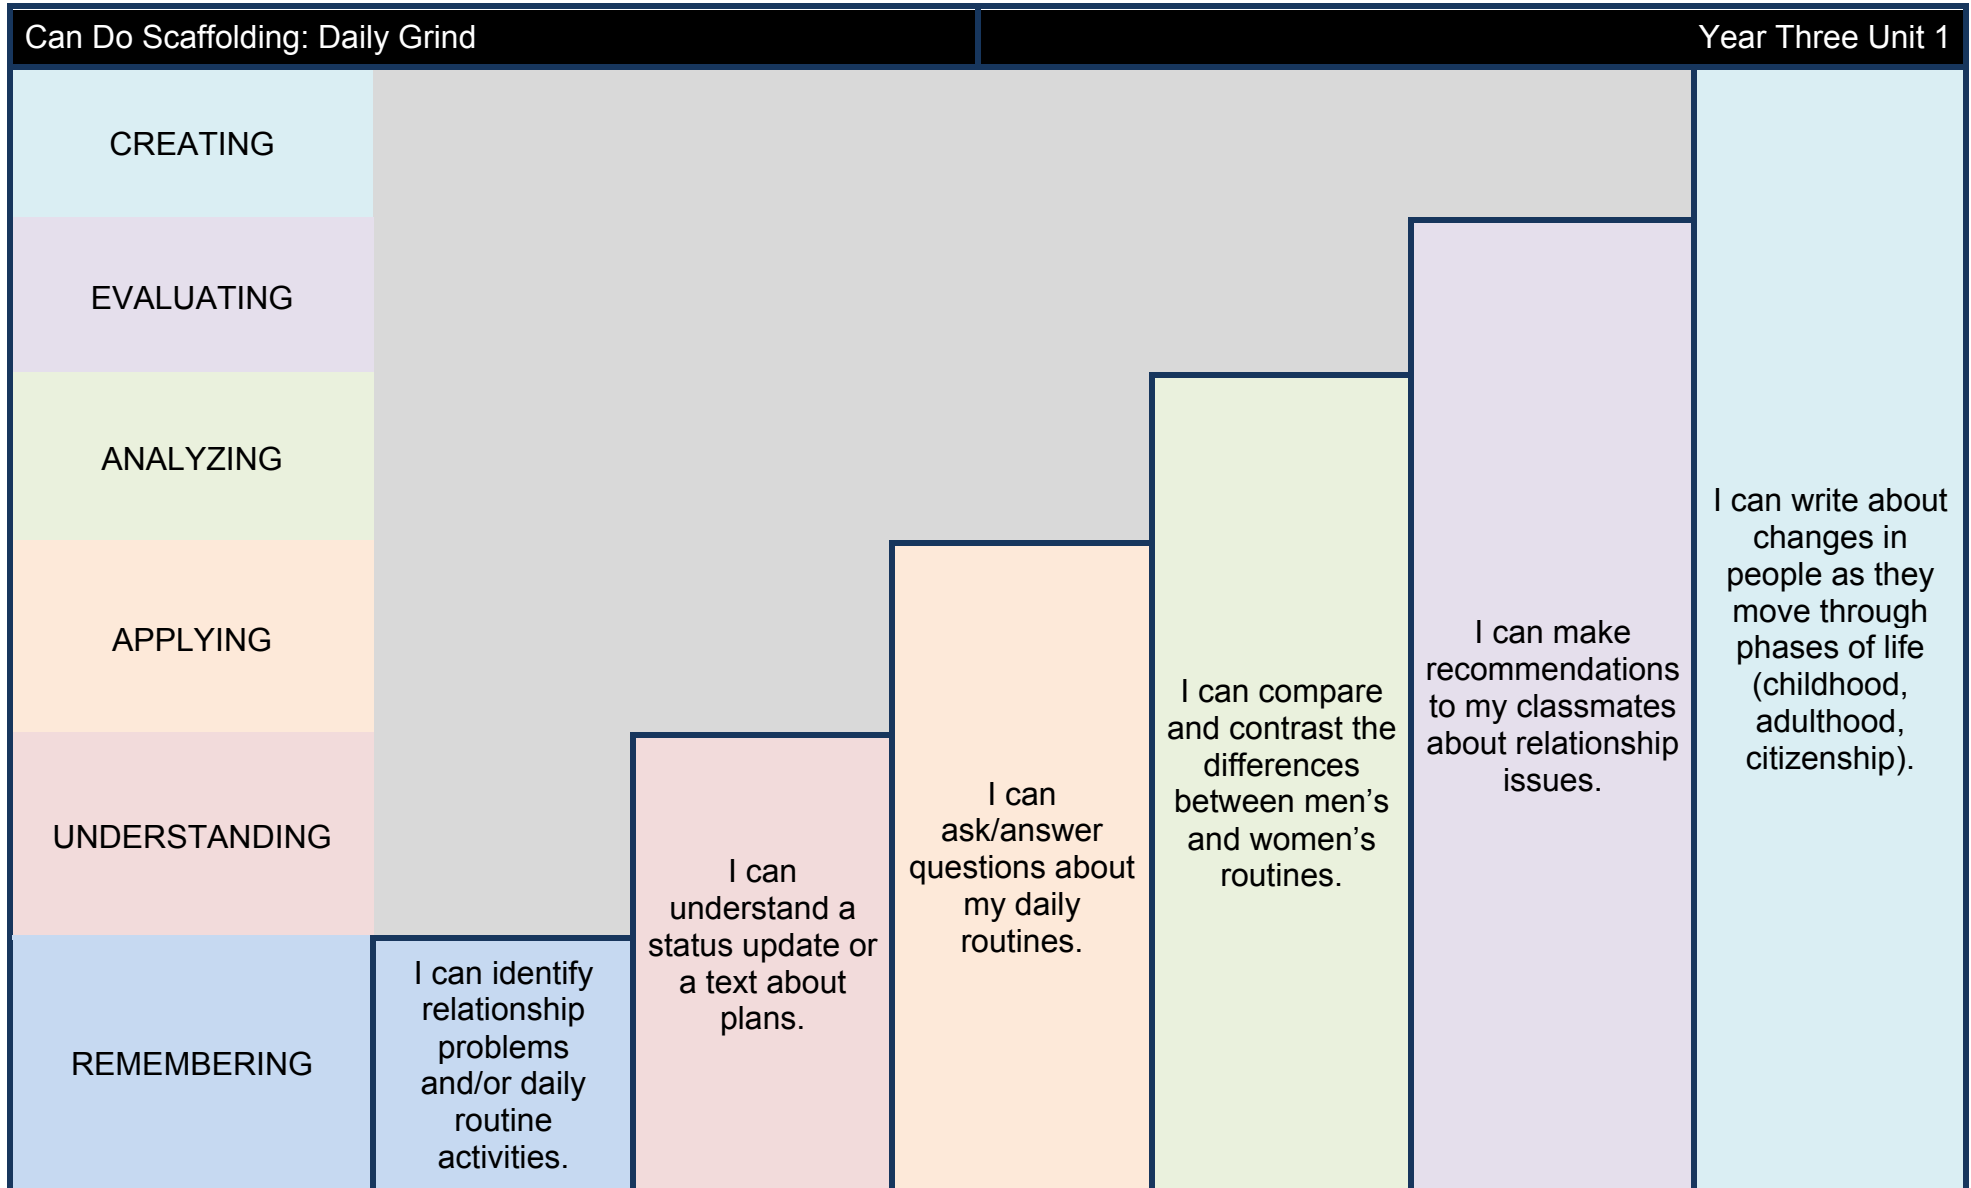 Can Do Scaffolding: Daily Grind
Year Three Unit 1
CREATING
EVALUATING
ANALYZING
APPLYING
UNDERSTANDING
REMEMBERING
I can identify
relationship
problems
and/or daily
routine
activities.
I can
understand a
status update or
a text about
plans.
I can
ask/answer
questions about
my daily
routines.
I can compare
and contrast the
differences
between men’s
and women’s
routines.
I can make
recommendations
to my classmates
about relationship
issues.
I can write about
changes in
people as they
move through
phases of life
(childhood,
adulthood,
citizenship).